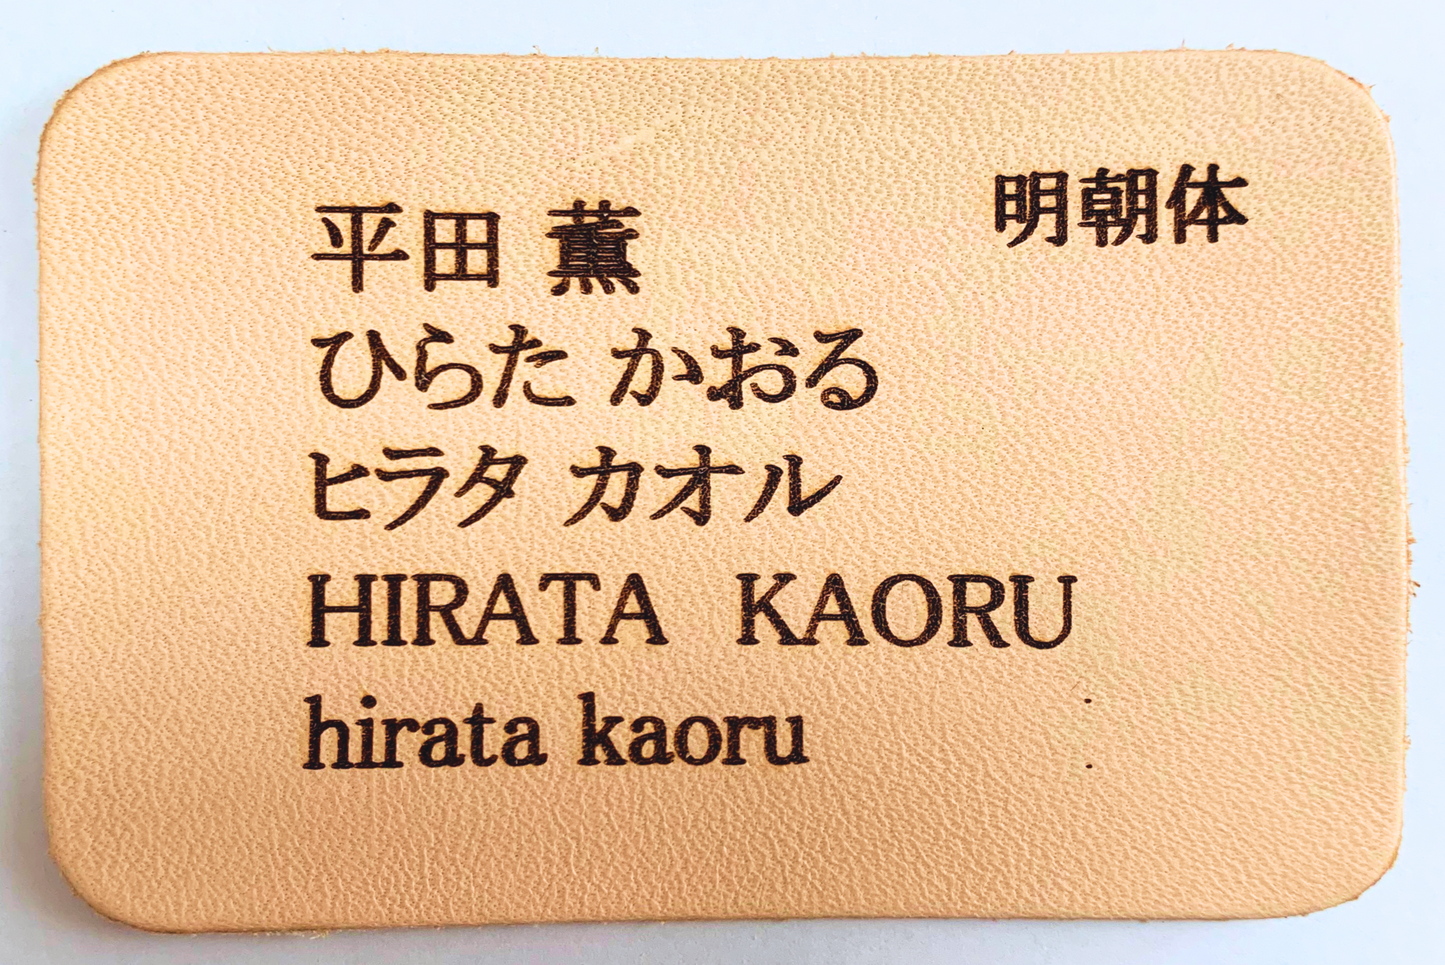 明朝体
平田 薫
ひらた かおる
ヒラタ カオル
HIRATA KAORU
hirata kaoru